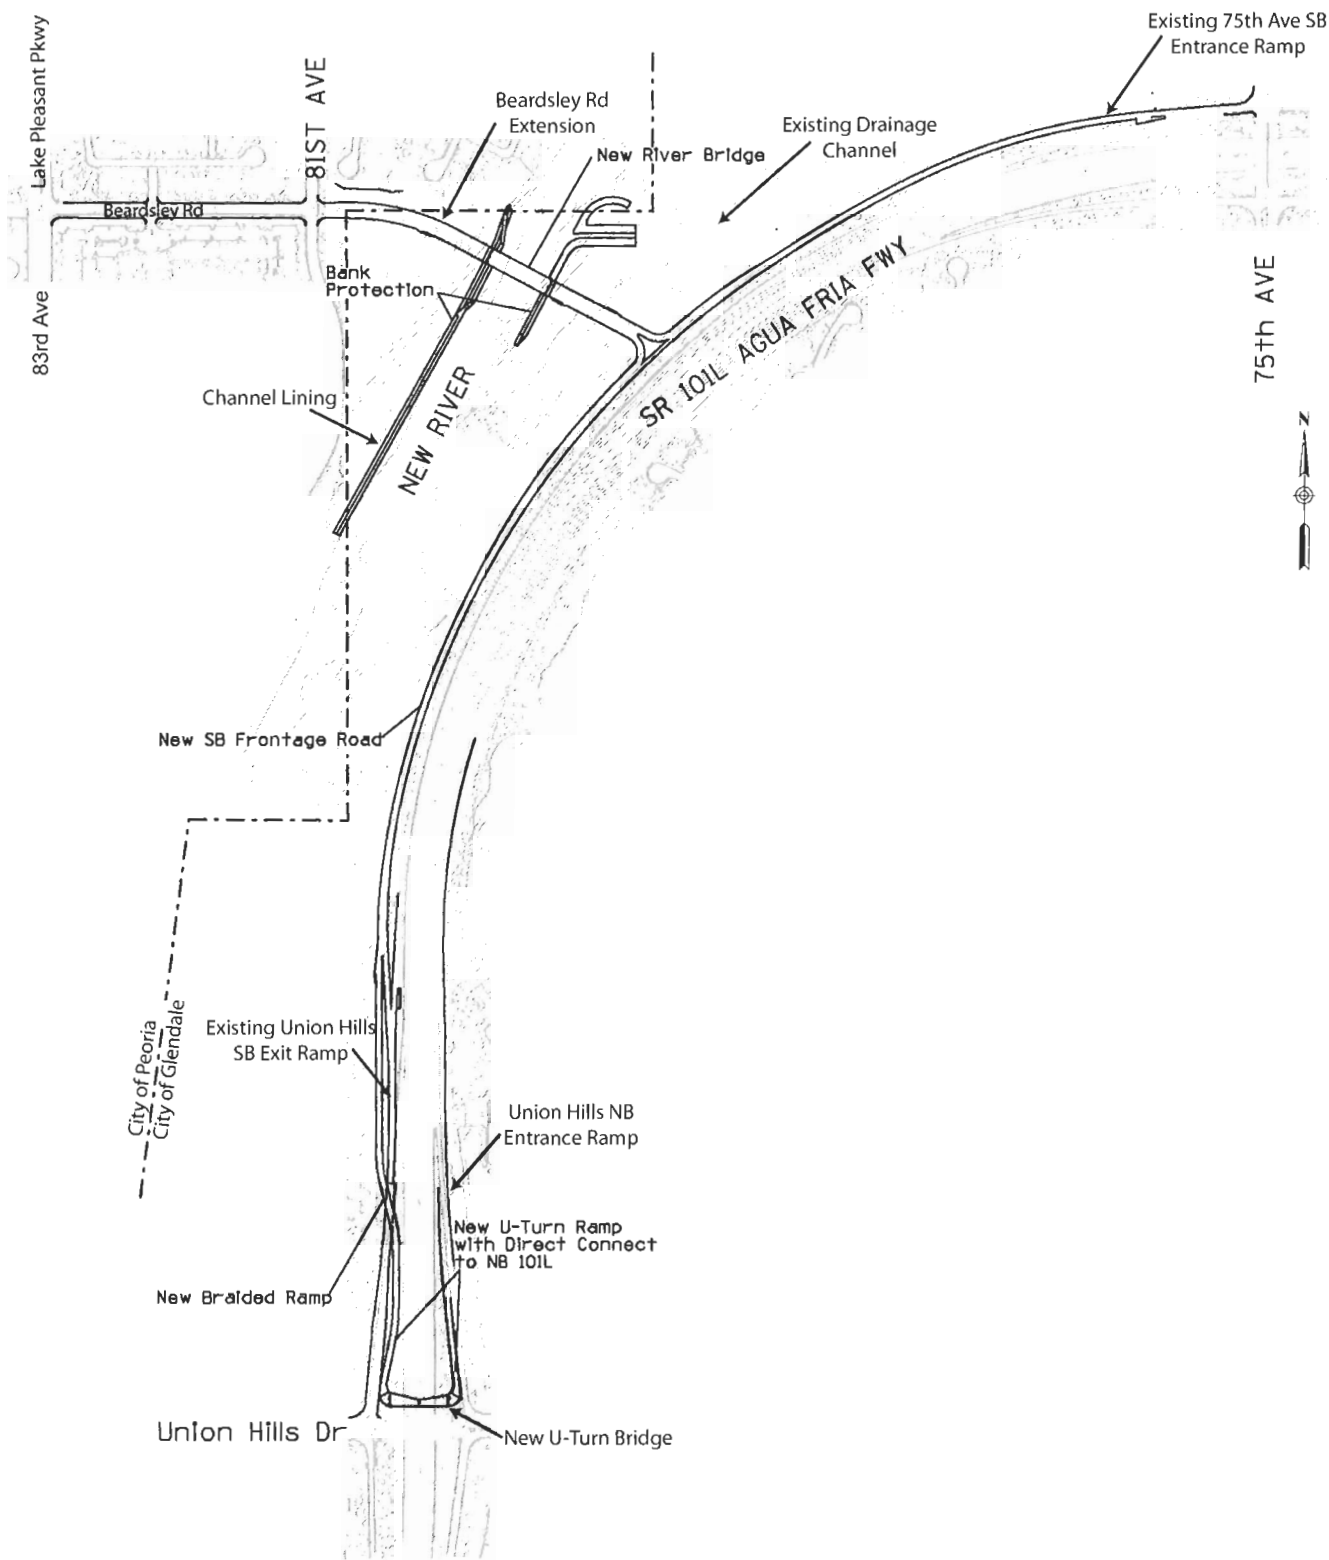 Existing 75th Ave SB
Entrance Ramp
Lake Pleasant Pkwy
81ST AVE
Beardsley Rd
Extension
Existing Drainage
Channel
New River Bridge
Beardsley Rd
Bank
Protection
83rd Ave
75th AVE
SR 101L AGUA FRIA FWY
Channel Lining
NEW RIVER
N
New SB Frontage Road
City of Peoria
City of Glendale
Existing Union Hills
SB Exit Ramp
Union Hills NB
Entrance Ramp
New U-Turn Ramp
with Direct Connect
to NB 101L
New Braided Ramp
Union Hills Dr
New U-Turn Bridge